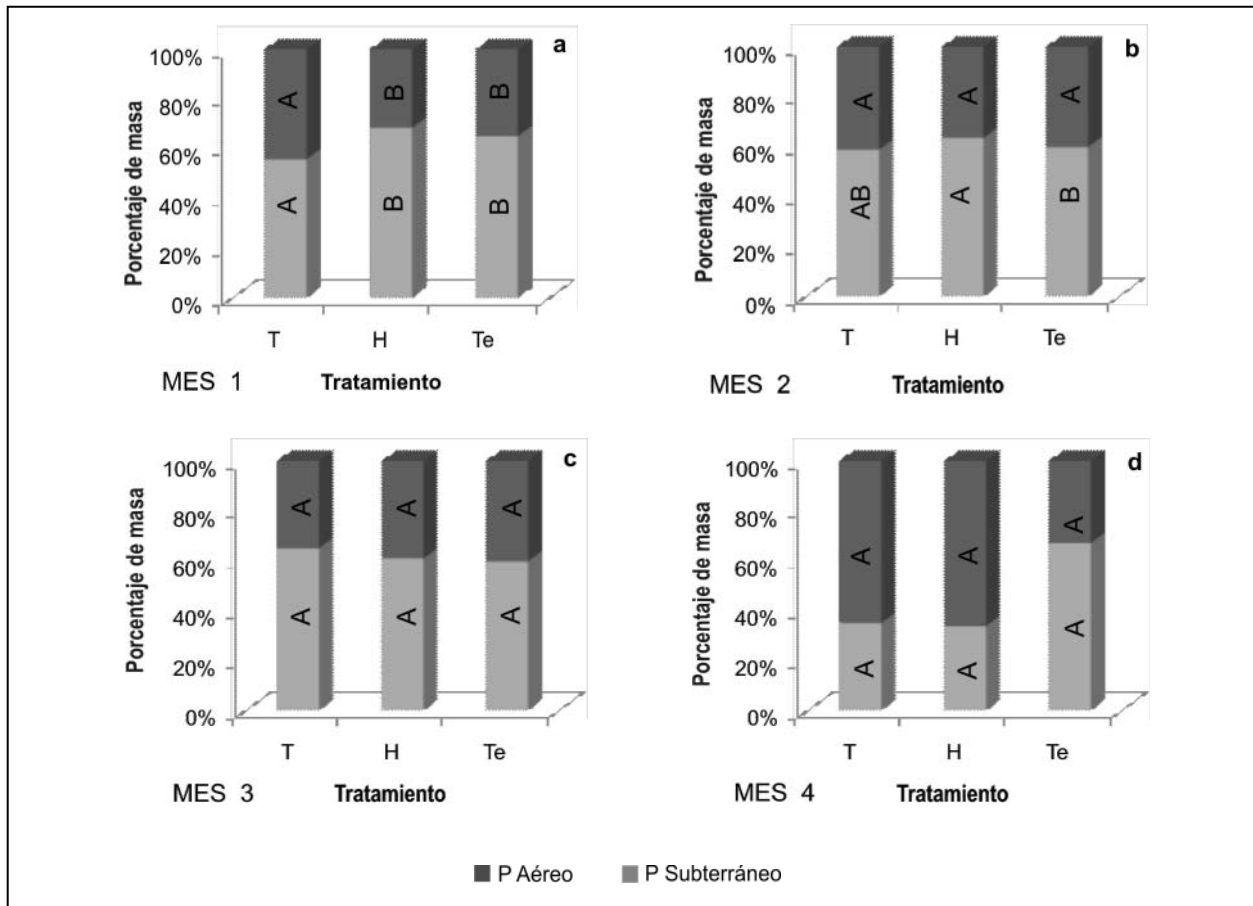 a
Porcentaje de masa
100%
80%
60%
40%
20%
0%
A B B
A B B
T H Te
MES 1 Tratamiento
b
Porcentaje de masa
100%
80%
60%
40%
20%
0%
A A A
AB A B
T H Te
MES 2 Tratamiento
c
Porcentaje de masa
100%
80%
60%
40%
20%
0%
A A A
A A A
T H Te
MES 3 Tratamiento
d
Porcentaje de masa
100%
80%
60%
40%
20%
0%
A A A
A A A
T H Te
MES 4 Tratamiento
P Aéreo P Subterráneo